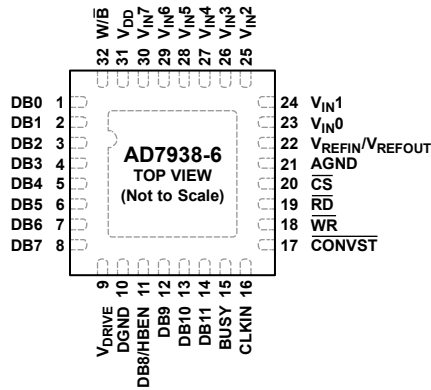 32 W/B̅
31 VDD
30 VIN7
29 VIN6
28 VIN5
27 VIN4
26 VIN3
25 VIN2
DB0 1
DB1 2
DB2 3
DB3 4
DB4 5
DB5 6
DB6 7
DB7 8
AD7938-6
TOP VIEW
(Not to Scale)
24 VIN1
23 VIN0
22 VREFIN/VREFOUT
21 AGND
20 C̅S̅
19 R̅D̅
18 W̅R̅
17 C̅O̅N̅V̅S̅T̅
VDRIVE 9
DGND 10
DB8/HBEN 11
DB9 12
DB10 13
DB11 14
BUSY 15
CLKIN 16